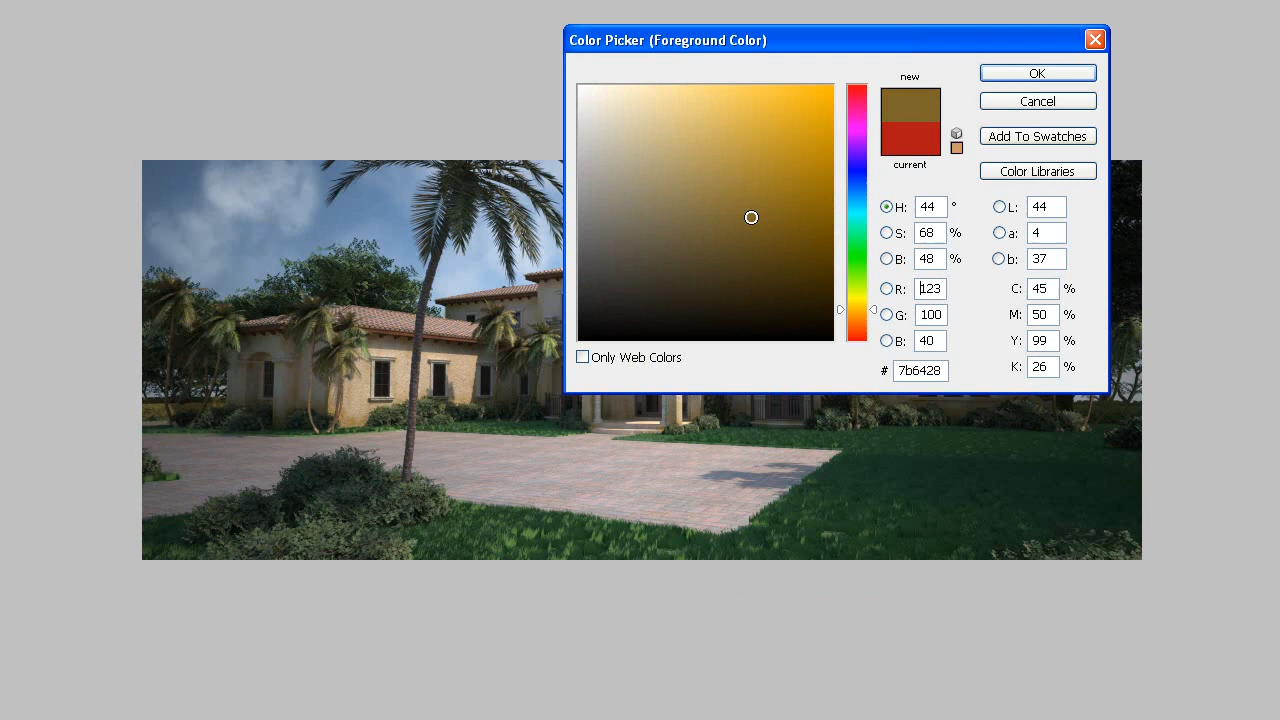 Color Picker (Foreground Color)
new
current
OK
Cancel
Add To Swatches
Color Libraries
H: 44 °
S: 68 %
B: 48 %
R: 123
G: 100
B: 40
# 7b6428
L: 44
a: 4
b: 37
C: 45 %
M: 50 %
Y: 99 %
K: 26 %
Only Web Colors